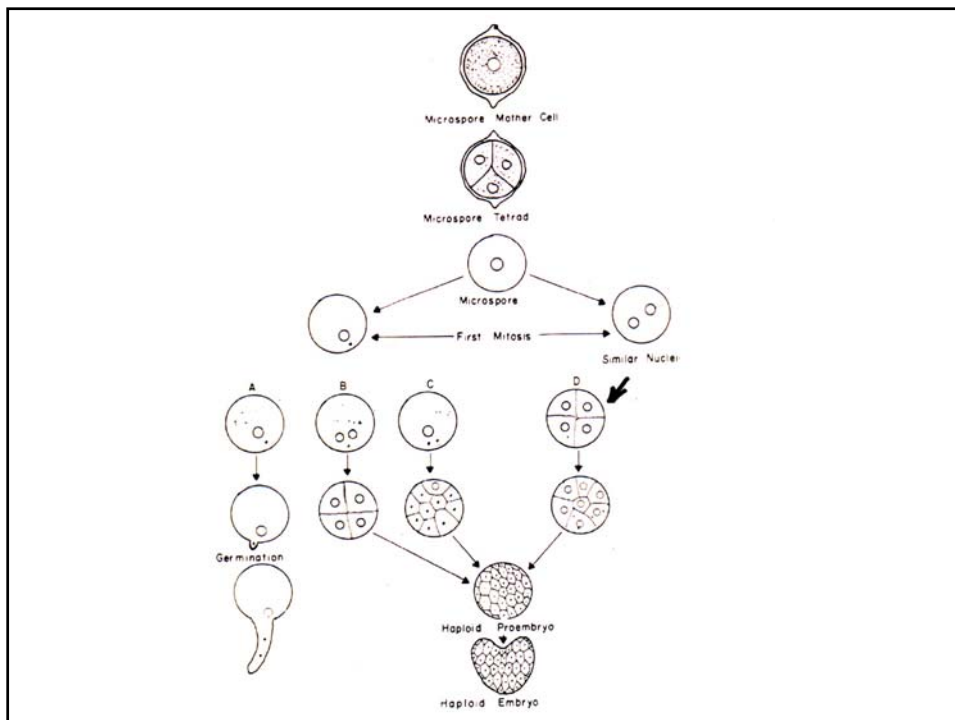 Microspore Mother Cell
Microspore Tetrad
Microspore
First Mitosis
Similar Nuclei
A
B
C
D
Germination
Haploid Proembryo
Haploid Embryo